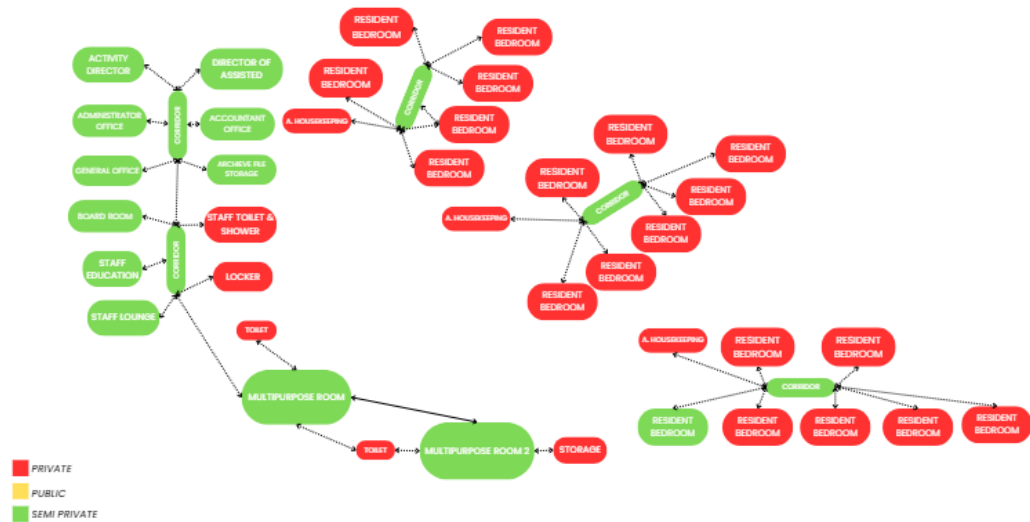 RESIDENT
BEDROOM
RESIDENT
BEDROOM
RESIDENT
BEDROOM
RESIDENT
BEDROOM
CORRIDOR
A. HOUSEKEEPING
RESIDENT
BEDROOM
RESIDENT
BEDROOM
ACTIVITY
DIRECTOR
DIRECTOR OF
ASSISTED
CORRIDOR
ADMINISTRATOR
OFFICE
ACCOUNTANT
OFFICE
GENERAL OFFICE
ARCHIEVE FILE
STORAGE
BOARD ROOM
STAFF TOILET &
SHOWER
CORRIDOR
STAFF
EDUCATION
LOCKER
STAFF LOUNGE
RESIDENT
BEDROOM
RESIDENT
BEDROOM
RESIDENT
BEDROOM
RESIDENT
BEDROOM
CORRIDOR
A. HOUSEKEEPING
RESIDENT
BEDROOM
RESIDENT
BEDROOM
RESIDENT
BEDROOM
TOILET
MULTIPURPOSE ROOM
TOILET
MULTIPURPOSE ROOM 2
STORAGE
A. HOUSEKEEPING
RESIDENT
BEDROOM
RESIDENT
BEDROOM
CORRIDOR
RESIDENT
BEDROOM
RESIDENT
BEDROOM
RESIDENT
BEDROOM
RESIDENT
BEDROOM
RESIDENT
BEDROOM
PRIVATE
PUBLIC
SEMI PRIVATE